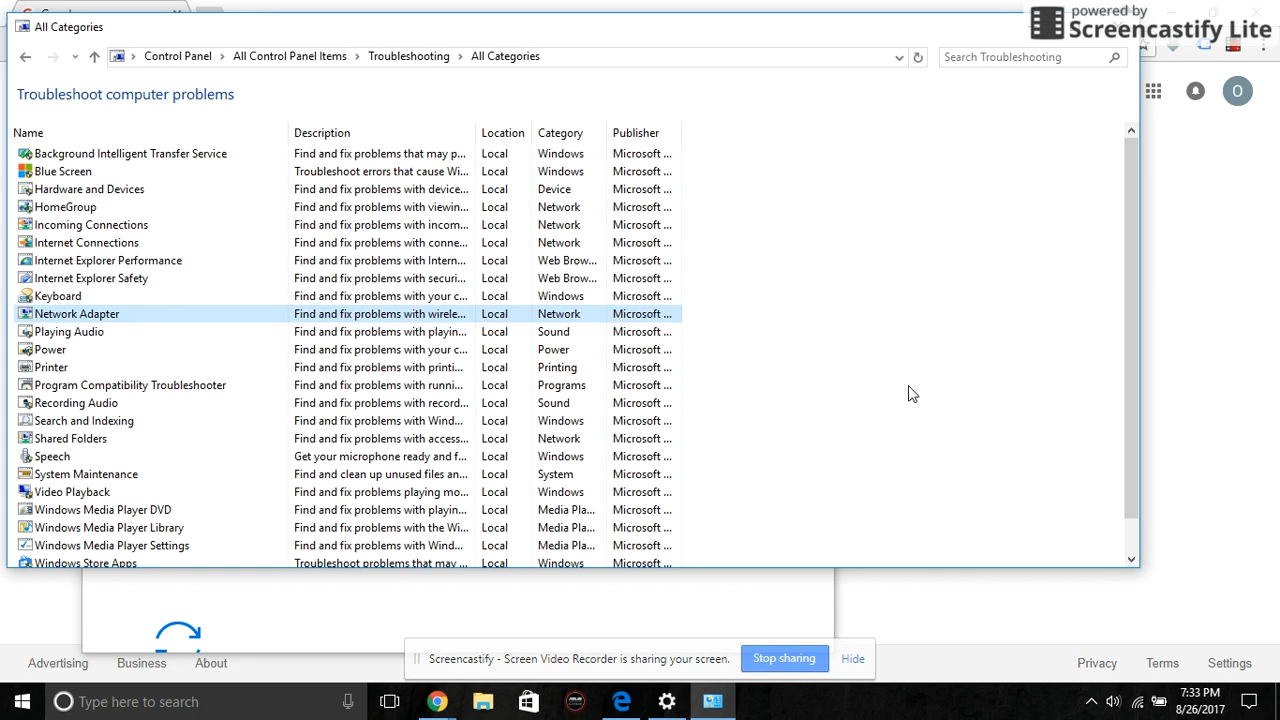 powered by
Screencastify Lite
All Categories
Control Panel All Control Panel Items Troubleshooting All Categories
Search Troubleshooting
O
Troubleshoot computer problems
Name Description Location Category Publisher
Background Intelligent Transfer Service Find and fix problems that may p... Local Windows Microsoft ...
Blue Screen Troubleshoot errors that cause Wi... Local Windows Microsoft ...
Hardware and Devices Find and fix problems with device... Local Device Microsoft ...
HomeGroup Find and fix problems with viewin... Local Network Microsoft ...
Incoming Connections Find and fix problems with incom... Local Network Microsoft ...
Internet Connections Find and fix problems with conne... Local Network Microsoft ...
Internet Explorer Performance Find and fix problems with Intern... Local Web Brow... Microsoft ...
Internet Explorer Safety Find and fix problems with securi... Local Web Brow... Microsoft ...
Keyboard Find and fix problems with your c... Local Windows Microsoft ...
Network Adapter Find and fix problems with wirele... Local Network Microsoft ...
Playing Audio Find and fix problems with playin... Local Sound Microsoft ...
Power Find and fix problems with your c... Local Power Microsoft ...
Printer Find and fix problems with printi... Local Printing Microsoft ...
Program Compatibility Troubleshooter Find and fix problems with runni... Local Programs Microsoft ...
Recording Audio Find and fix problems with record... Local Sound Microsoft ...
Search and Indexing Find and fix problems with Wind... Local Windows Microsoft ...
Shared Folders Find and fix problems with access... Local Network Microsoft ...
Speech Get your microphone ready and f... Local Windows Microsoft ...
System Maintenance Find and clean up unused files an... Local System Microsoft ...
Video Playback Find and fix problems playing mo... Local Windows Microsoft ...
Windows Media Player DVD Find and fix problems with playin... Local Media Pla... Microsoft ...
Windows Media Player Library Find and fix problems with the Wi... Local Media Pla... Microsoft ...
Windows Media Player Settings Find and fix problems with Wind... Local Media Pla... Microsoft ...
Windows Store Apps Troubleshoot problems that may ... Local Windows Microsoft ...
Screencastify - Screen Video Recorder is sharing your screen. Stop sharing Hide
Advertising Business About Privacy Terms Settings
Type here to search
7:33 PM
8/26/2017